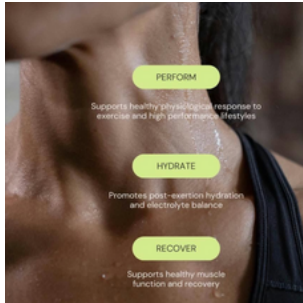 PERFORM
Supports healthy physiological response to
exercise and high performance lifestyles
HYDRATE
Promotes post-exertion hydration
and electrolyte balance
RECOVER
Supports healthy muscle
function and recovery